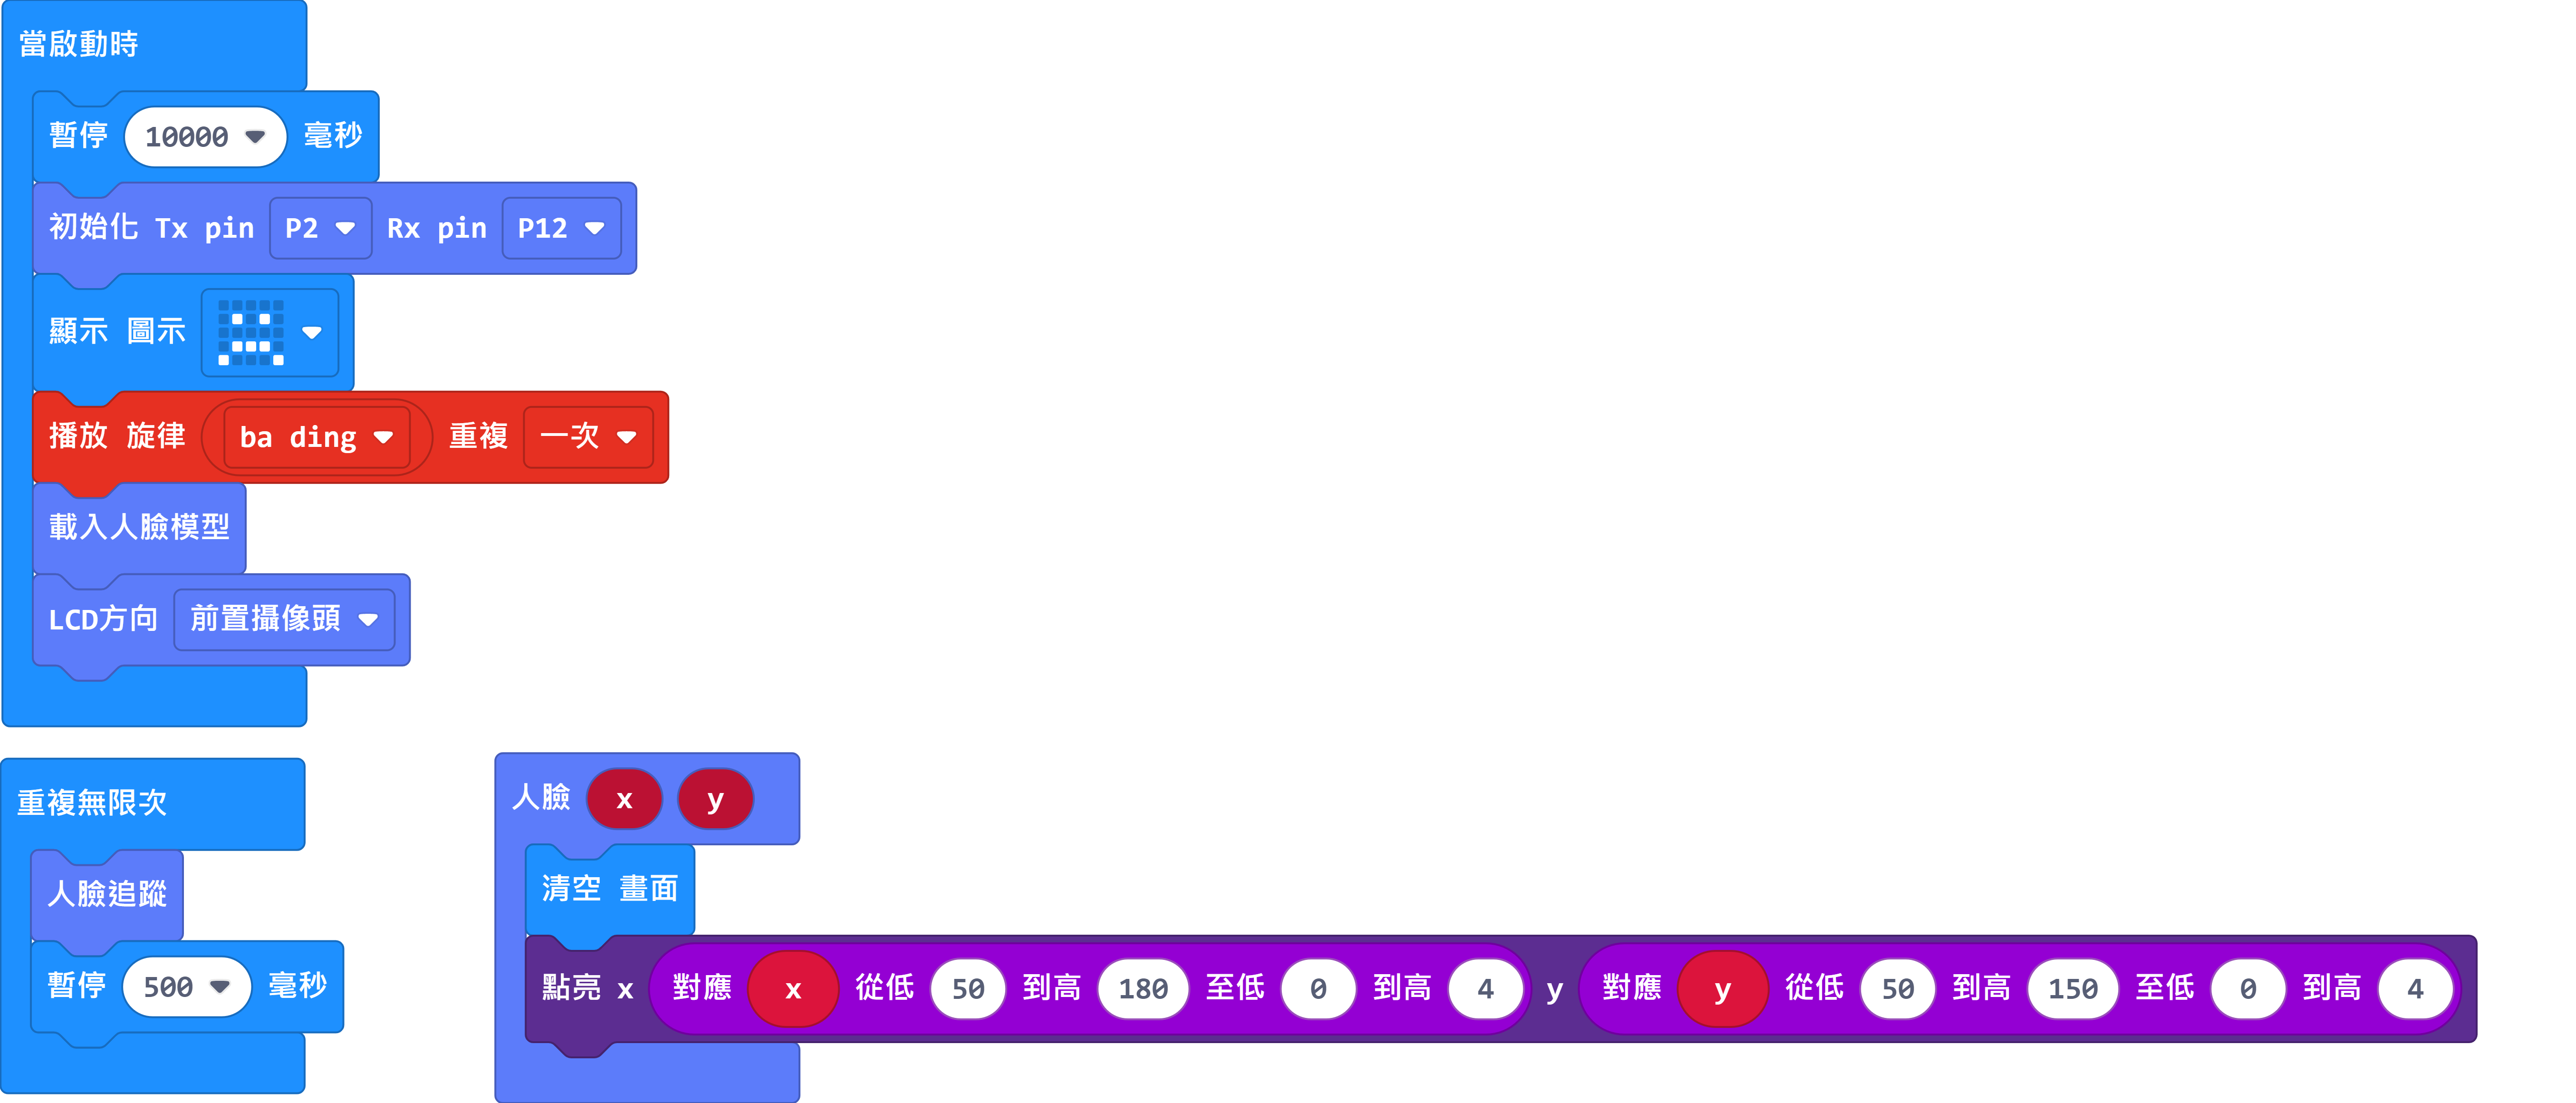 當啟動時
暫停 10000 毫秒
初始化 Tx pin P2 Rx pin P12
顯示 圖示
播放 旋律 ba ding 重複 一次
載入人臉模型
LCD方向 前置攝像頭
重複無限次
人臉追蹤
暫停 500 毫秒
人臉 x y
清空 畫面
點亮 x 對應 x 從低 50 到高 180 至低 0 到高 4 y 對應 y 從低 50 到高 150 至低 0 到高 4